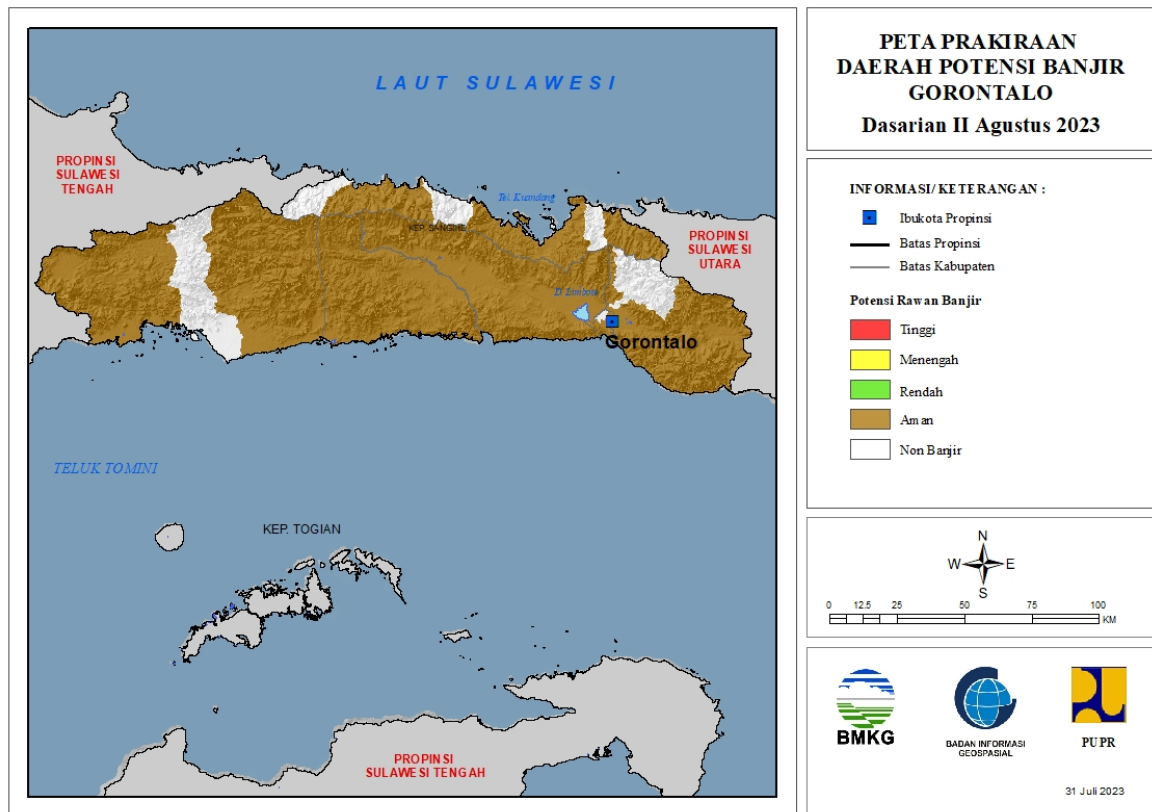 LAUT SULAWESI
PROPINSI
SULAWESI
TENGAH
Tel. Kuandang
KEP. SANGIHE
PROPINSI
SULAWESI
UTARA
D. Limboto
Gorontalo
TELUK TOMINI
KEP. TOGIAN
PROPINSI
SULAWESI TENGAH
PETA PRAKIRAAN
DAERAH POTENSI BANJIR
GORONTALO
Dasarian II Agustus 2023
INFORMASI/ KETERANGAN :
Ibukota Propinsi
Batas Propinsi
Batas Kabupaten
Potensi Rawan Banjir
Tinggi
Menengah
Rendah
Aman
Non Banjir
N
W E
S
0 12.5 25 50 75 100
KM
BMKG
BADAN INFORMASI
GEOSPASIAL
PUPR
31 Juli 2023